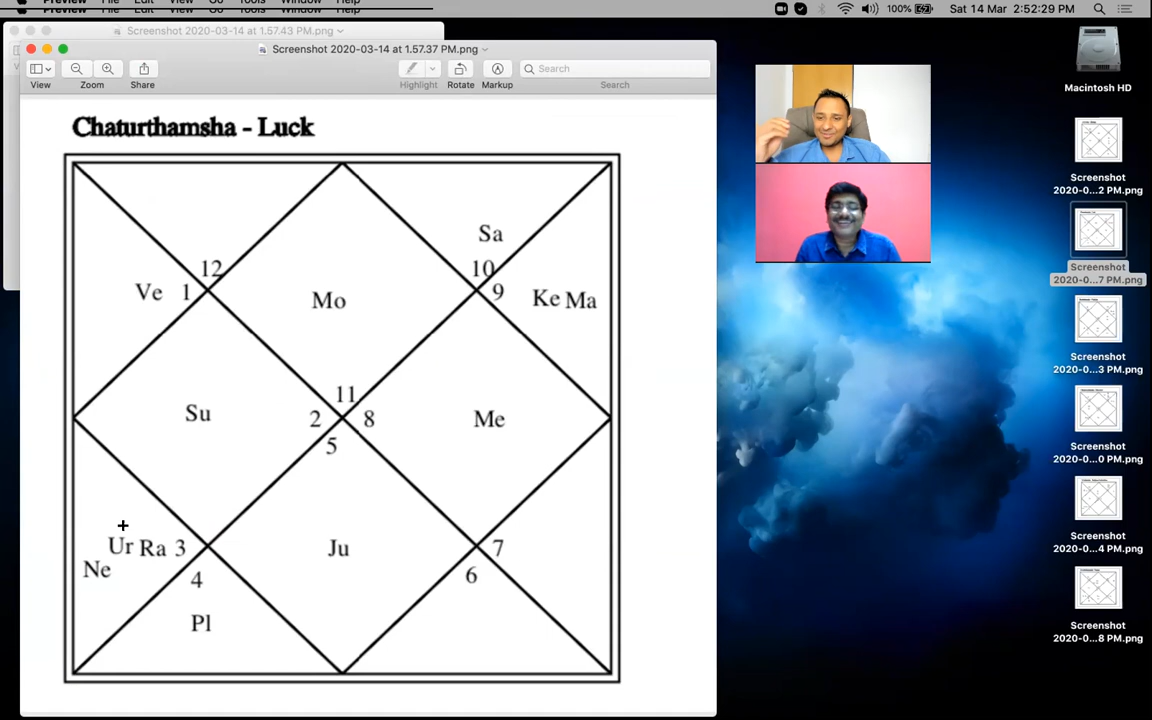 Preview File Edit View Go Tools Window Help
100% Sat 14 Mar 2:52:29 PM
Screenshot 2020-03-14 at 1.57.43 PM.png
Screenshot 2020-03-14 at 1.57.37 PM.png
Search
View Zoom Share Highlight Rotate Markup Search
Chaturthamsha - Luck
Sa
12 10
Ve 1 Mo 9 Ke Ma
11
Su 2 8 Me
5
Ur Ra 3 Ju 7
Ne 4 6
Pl
Macintosh HD
Screenshot
2020-0...2 PM.png
Screenshot
2020-0...7 PM.png
Screenshot
2020-0...3 PM.png
Screenshot
2020-0...0 PM.png
Screenshot
2020-0...4 PM.png
Screenshot
2020-0...8 PM.png